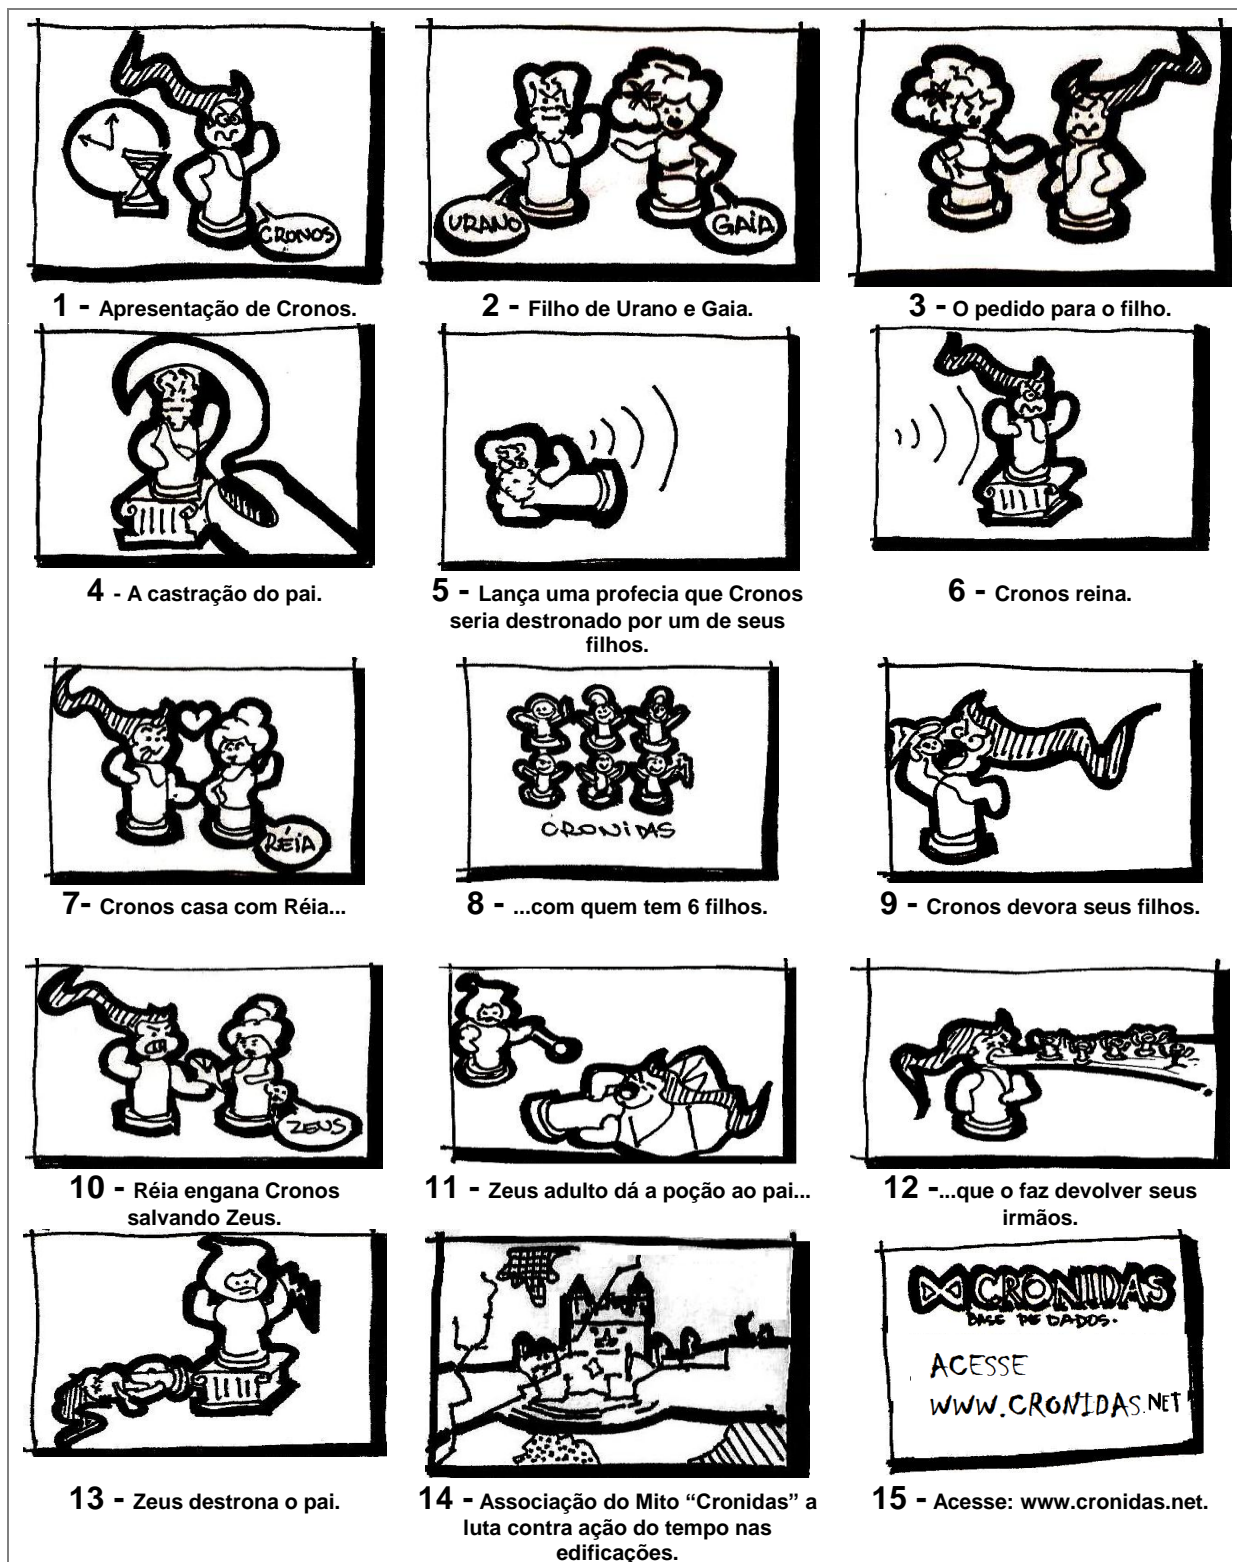 CRONOS
1 - Apresentação de Cronos.
URANO
GAIA
2 - Filho de Urano e Gaia.
3 - O pedido para o filho.
4 - A castração do pai.
5 - Lança uma profecia que Cronos
seria destronado por um de seus
filhos.
6 - Cronos reina.
RÉIA
7- Cronos casa com Réia...
CRONIDAS
8 - ...com quem tem 6 filhos.
9 - Cronos devora seus filhos.
ZEUS
10 - Réia engana Cronos
salvando Zeus.
11 - Zeus adulto dá a poção ao pai...
12 -...que o faz devolver seus
irmãos.
13 - Zeus destrona o pai.
14 - Associação do Mito “Cronidas” a
luta contra ação do tempo nas
edificações.
CRONIDAS
BASE DE DADOS.
ACESSE
WWW.CRONIDAS.NET
15 - Acesse: www.cronidas.net.